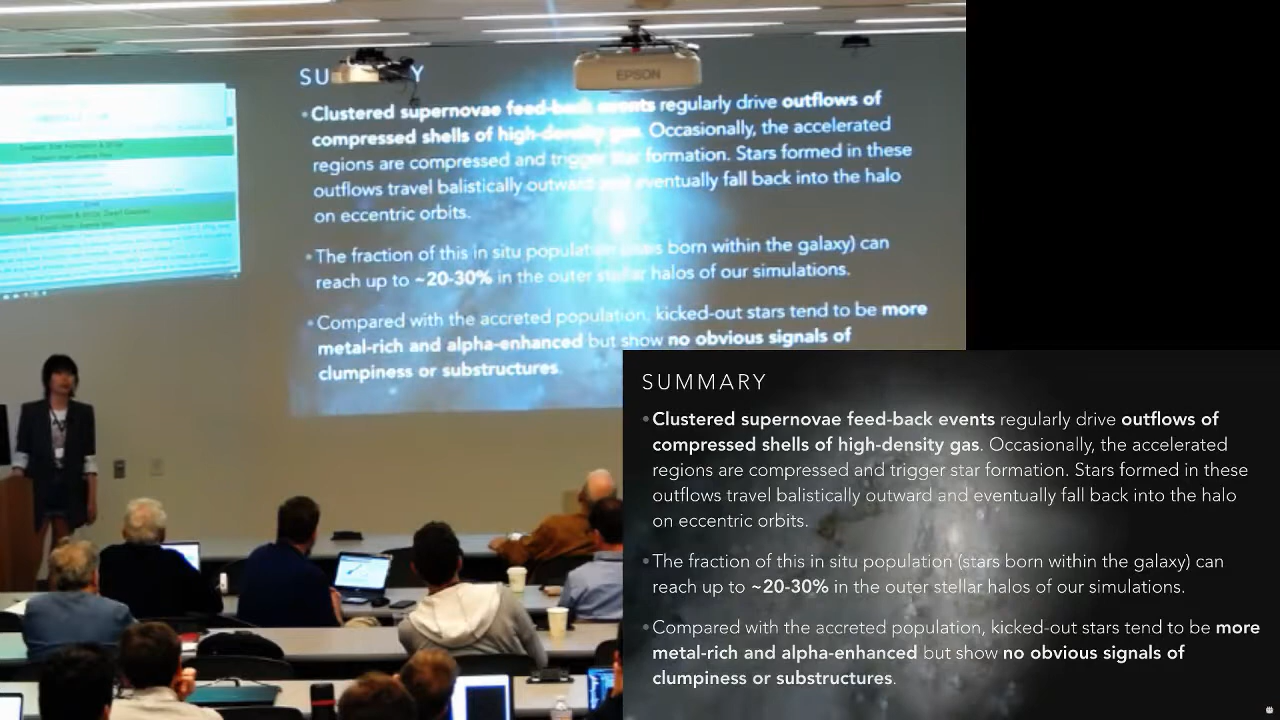 SU Y
EPSON
• Clustered supernovae feed-back events regularly drive outflows of
compressed shells of high-density gas. Occasionally, the accelerated
regions are compressed and trigger star formation. Stars formed in these
outflows travel balistically outward and eventually fall back into the halo
on eccentric orbits.
• The fraction of this in situ population (stars born within the galaxy) can
reach up to ~20-30% in the outer stellar halos of our simulations.
• Compared with the accreted population, kicked-out stars tend to be more
metal-rich and alpha-enhanced but show no obvious signals of
clumpiness or substructures.
SUMMARY
• Clustered supernovae feed-back events regularly drive outflows of
compressed shells of high-density gas. Occasionally, the accelerated
regions are compressed and trigger star formation. Stars formed in these
outflows travel balistically outward and eventually fall back into the halo
on eccentric orbits.
• The fraction of this in situ population (stars born within the galaxy) can
reach up to ~20-30% in the outer stellar halos of our simulations.
• Compared with the accreted population, kicked-out stars tend to be more
metal-rich and alpha-enhanced but show no obvious signals of
clumpiness or substructures.